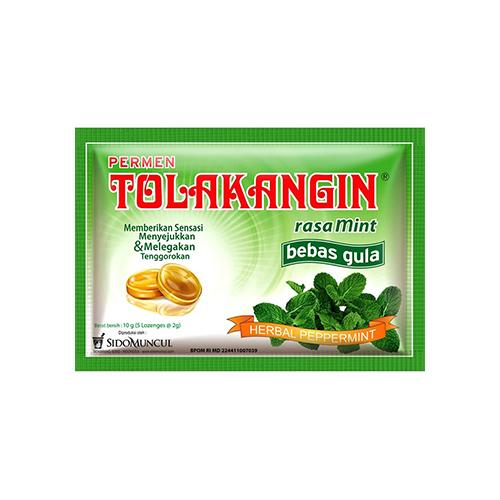 PERMEN
TOLAKANGIN®
rasa mint
bebas gula
Memberikan Sensasi
Menyejukkan
& Melegakan
Tenggorokan
HERBAL PEPPERMINT
Berat bersih : 10 g (5 Lozenges @ 2g)
Diproduksi oleh :
SIDOMUNCUL
BPOM RI MD 224411007039